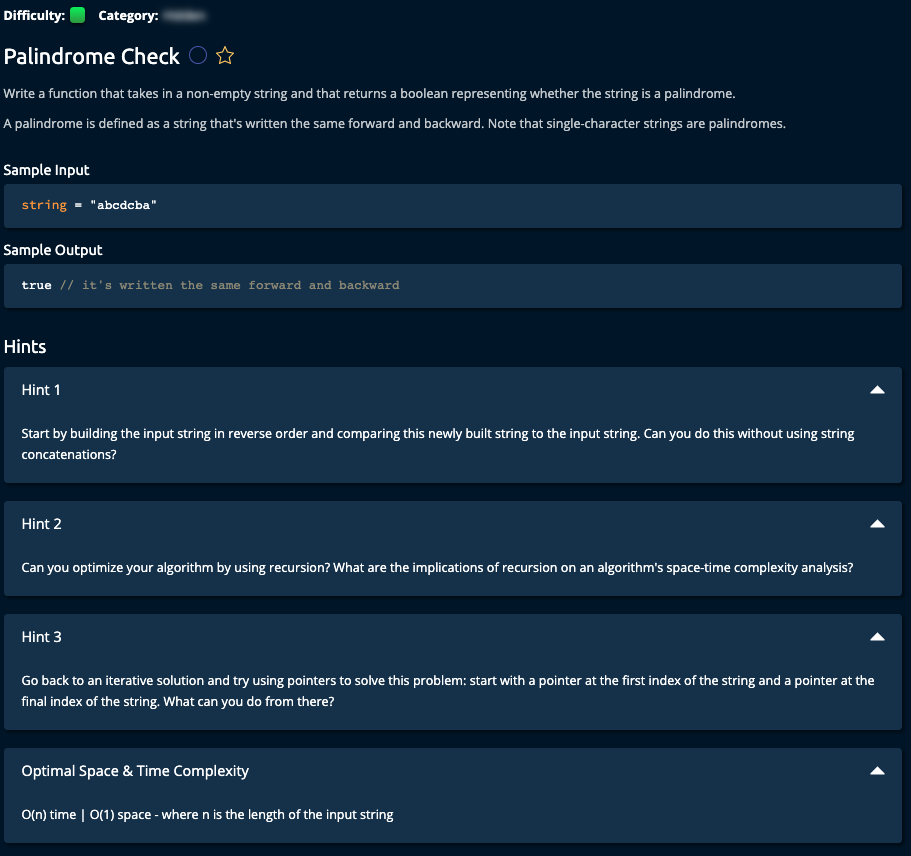 Difficulty: Category:
Palindrome Check
Write a function that takes in a non-empty string and that returns a boolean representing whether the string is a palindrome.
A palindrome is defined as a string that's written the same forward and backward. Note that single-character strings are palindromes.
Sample Input
string = "abcdcba"
Sample Output
true // it's written the same forward and backward
Hints
Hint 1
Start by building the input string in reverse order and comparing this newly built string to the input string. Can you do this without using string
concatenations?
Hint 2
Can you optimize your algorithm by using recursion? What are the implications of recursion on an algorithm's space-time complexity analysis?
Hint 3
Go back to an iterative solution and try using pointers to solve this problem: start with a pointer at the first index of the string and a pointer at the
final index of the string. What can you do from there?
Optimal Space & Time Complexity
O(n) time | O(1) space - where n is the length of the input string